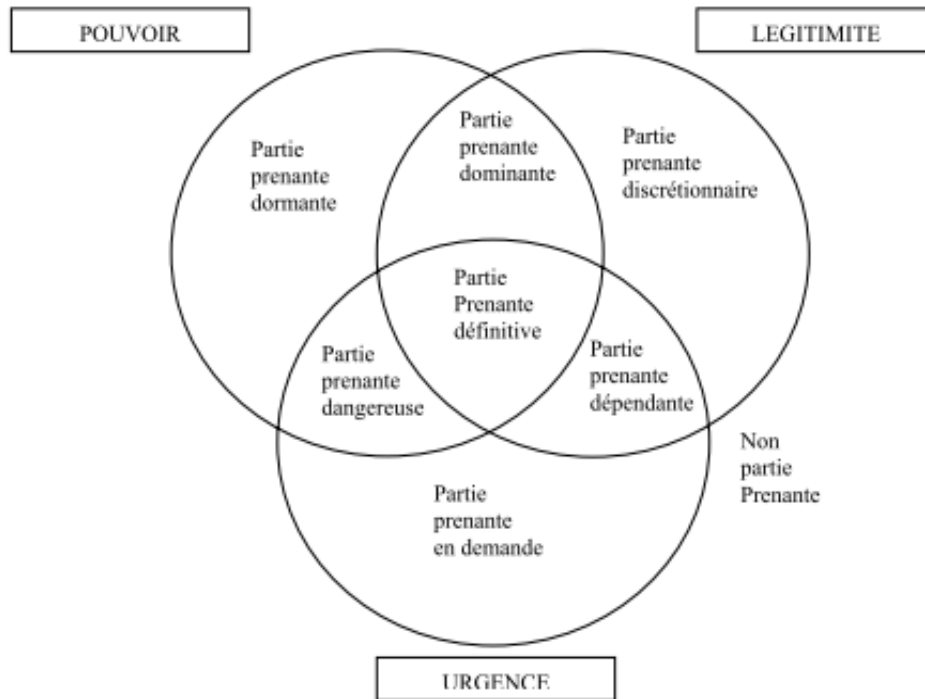 POUVOIR
LEGITIMITE
Partie
prenante
dormante
Partie
prenante
dominante
Partie
prenante
discrétionnaire
Partie
Prenante
définitive
Partie
prenante
dangereuse
Partie
prenante
dépendante
Non
partie
Prenante
Partie
prenante
en demande
URGENCE